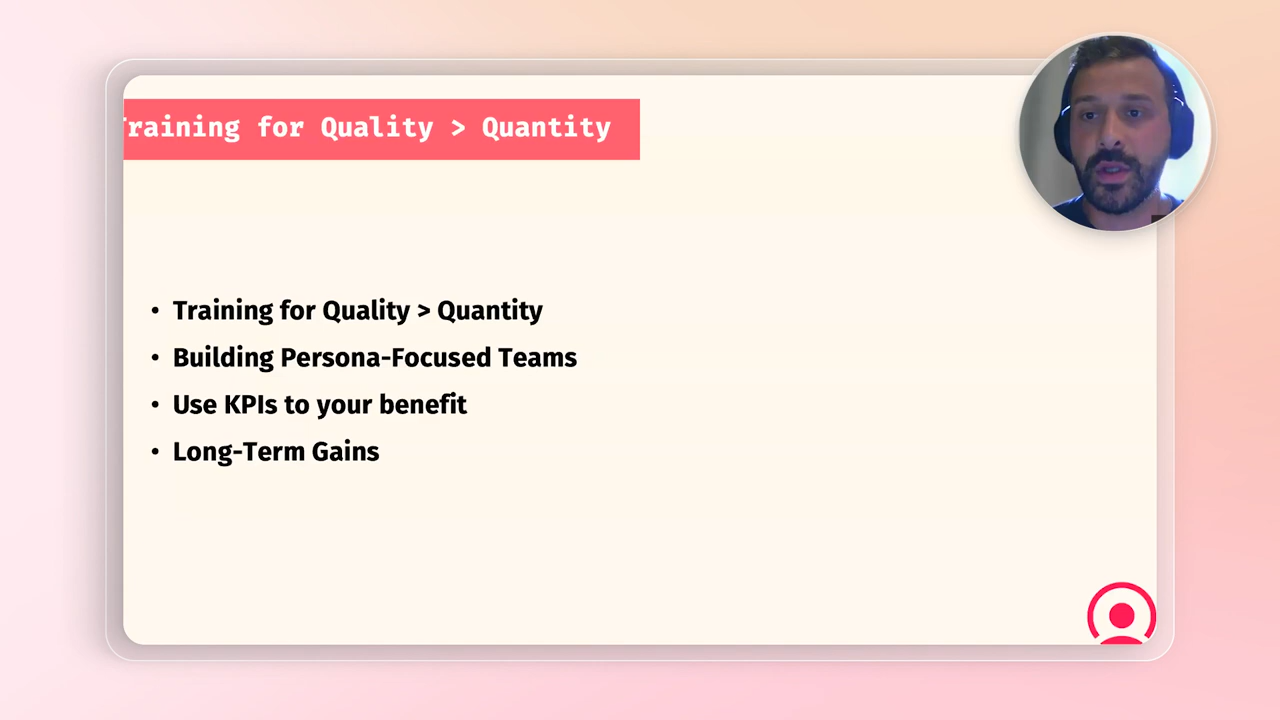 Training for Quality > Quantity
• Training for Quality > Quantity
• Building Persona-Focused Teams
• Use KPIs to your benefit
• Long-Term Gains